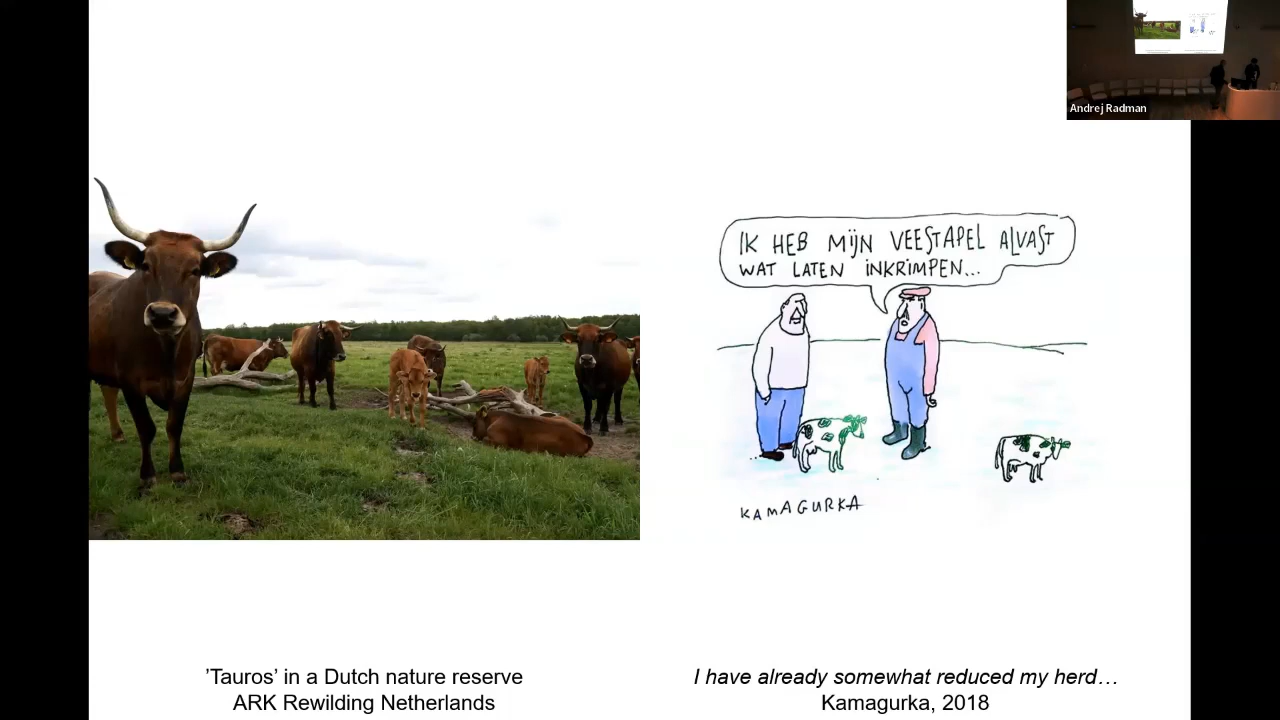 Andrej Radman
IK HEB MIJN VEESTAPEL ALVAST
WAT LATEN INKRIMPEN...
KAMAGURKA
’Tauros’ in a Dutch nature reserve
ARK Rewilding Netherlands
I have already somewhat reduced my herd…
Kamagurka, 2018